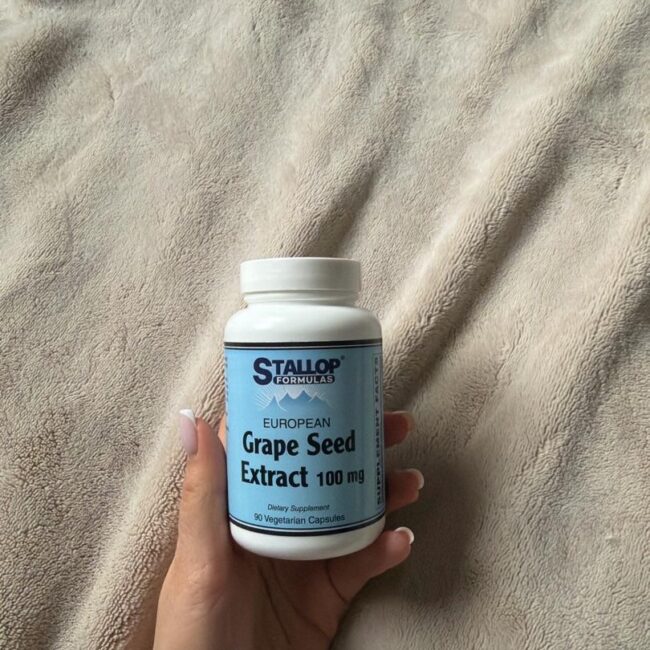 STALLOP®
FORMULAS
EUROPEAN
Grape Seed
Extract 100 mg
Dietary Supplement
90 Vegetarian Capsules
SUPPLEMENT FACTS